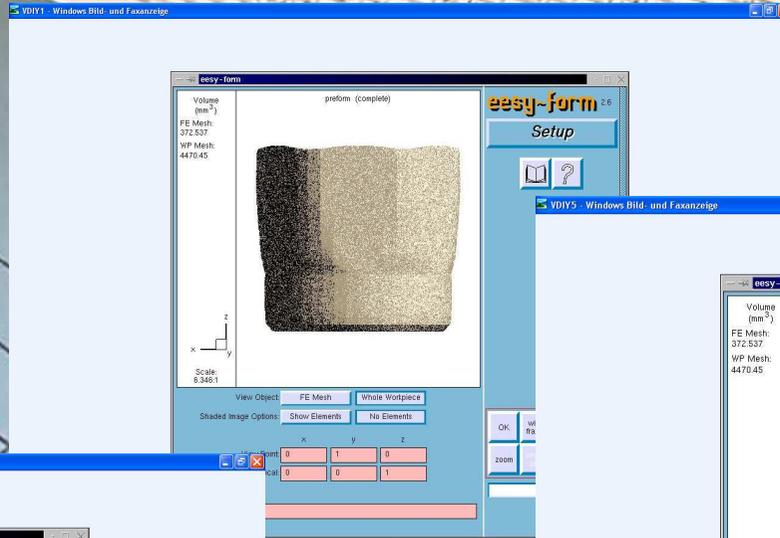 VDIY1 - Windows Bild- und Faxanzeige
eesy-form
Volume
(mm3)
FE Mesh:
372.537
WP Mesh:
4470.45
preform (complete)
eesy~form 2.6
Setup
?
z
x
y
Scale:
6.346:1
View Object: FE Mesh Whole Workpiece
Shaded Image Options: Show Elements No Elements
x y z
Point: 0 1 0
0 0 1
OK
zoom
VDIY5 - Windows Bild- und Faxanzeige
eesy-
Volume
(mm3)
FE Mesh:
372.537
WP Mesh:
4470.45